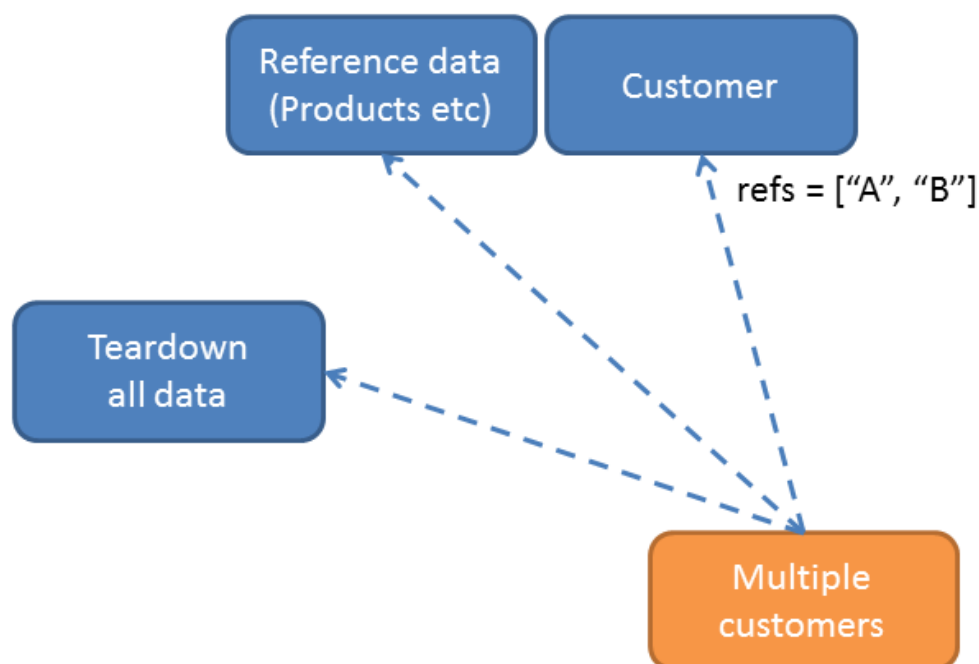 Reference data
(Products etc)
Customer
refs = [“A”, “B”]
Teardown
all data
Multiple
customers